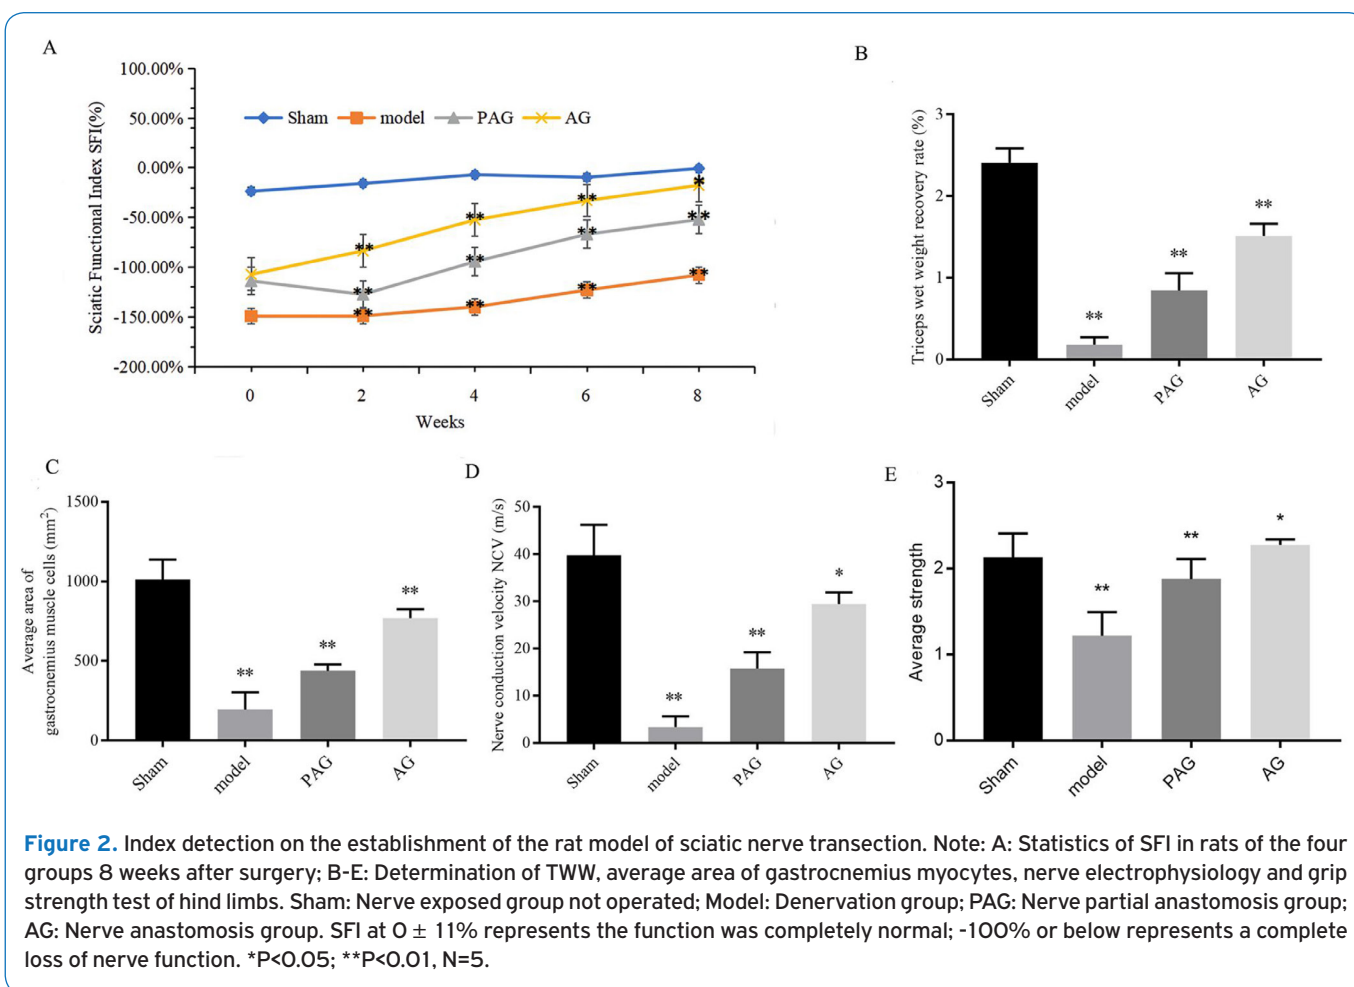 A
100.00%
50.00%
0.00%
-50.00%
-100.00%
-150.00%
-200.00%
Sciatic Functional Index SFI(%)
Sham model PAG AG
** ** ** *
** ** ** **
** ** ** **
0 2 4 6 8
Weeks
B
Triceps wet weight recovery rate (%)
3
2
1
0
** ** **
Sham model PAG AG
C
Average area of
gastrocnemius muscle cells (mm²)
1500
1000
500
0
** ** **
Sham model PAG AG
D
Nerve conduction velocity NCV (m/s)
50
40
30
20
10
0
** ** *
Sham model PAG AG
E
Average strength
3
2
1
0
** ** *
Sham model PAG AG
Figure 2. Index detection on the establishment of the rat model of sciatic nerve transection. Note: A: Statistics of SFI in rats of the four
groups 8 weeks after surgery; B-E: Determination of TWW, average area of gastrocnemius myocytes, nerve electrophysiology and grip
strength test of hind limbs. Sham: Nerve exposed group not operated; Model: Denervation group; PAG: Nerve partial anastomosis group;
AG: Nerve anastomosis group. SFI at 0 ± 11% represents the function was completely normal; -100% or below represents a complete
loss of nerve function. *P<0.05; **P<0.01, N=5.